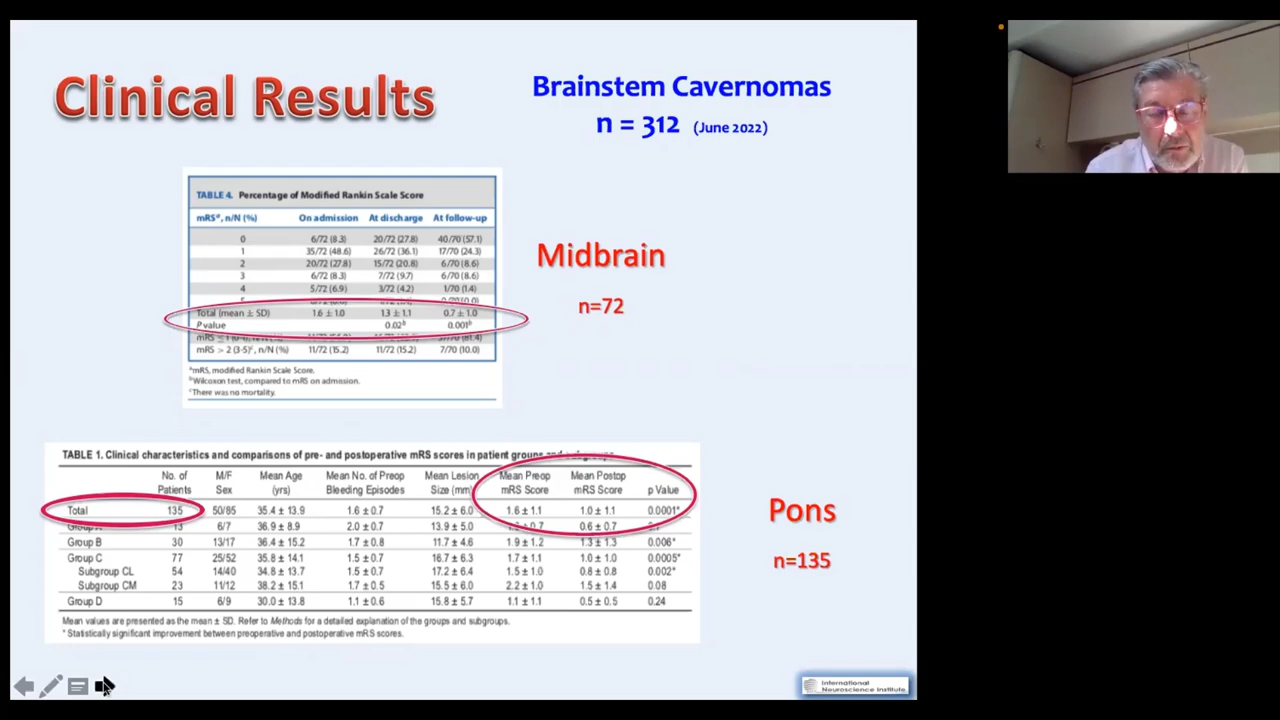 Clinical Results
Brainstem Cavernomas
n = 312 (June 2022)
TABLE 4. Percentage of Modified Rankin Scale Score
mRSᵃ, n/N (%) On admission At discharge At follow-up
0 6/72 (8.3) 20/72 (27.8) 40/70 (57.1)
1 35/72 (48.6) 26/72 (36.1) 17/70 (24.3)
2 20/72 (27.8) 15/72 (20.8) 6/70 (8.6)
3 6/72 (8.3) 7/72 (9.7) 6/70 (8.6)
4 5/72 (6.9) 3/72 (4.2) 1/70 (1.4)
Total (mean ± SD) 1.6 ± 1.0 1.3 ± 1.1 0.7 ± 1.0
P value 0.02ᵇ 0.001ᵇ
mRS > 2 (3-5)ᶜ, n/N (%) 11/72 (15.2) 11/72 (15.2) 7/70 (10.0)
ᵃmRS, modified Rankin Scale Score.
ᵇWilcoxon test, compared to mRS on admission.
ᶜThere was no mortality.
Midbrain
n=72
TABLE 1. Clinical characteristics and comparisons of pre- and postoperative mRS scores in patient groups and subgroups
No. of M/F Mean Age Mean No. of Preop Mean Lesion Mean Preop Mean Postop
Patients Sex (yrs) Bleeding Episodes Size (mm) mRS Score mRS Score p Value
Total 135 50/85 35.4 ± 13.9 1.6 ± 0.7 15.2 ± 6.0 1.6 ± 1.1 1.0 ± 1.1 0.0001*
Group A 13 6/7 36.9 ± 8.9 2.0 ± 0.7 13.9 ± 5.0 0.6 ± 0.7
Group B 30 13/17 36.4 ± 15.2 1.7 ± 0.8 11.7 ± 4.6 1.9 ± 1.2 1.3 ± 1.3 0.006*
Group C 77 25/52 35.8 ± 14.1 1.5 ± 0.7 16.7 ± 6.3 1.7 ± 1.1 1.0 ± 1.0 0.0005*
Subgroup CL 54 14/40 34.8 ± 13.7 1.5 ± 0.7 17.2 ± 6.4 1.5 ± 1.0 0.8 ± 0.8 0.002*
Subgroup CM 23 11/12 38.2 ± 15.1 1.7 ± 0.5 15.5 ± 6.0 2.2 ± 1.0 1.5 ± 1.4 0.08
Group D 15 6/9 30.0 ± 13.8 1.1 ± 0.6 15.8 ± 5.7 1.1 ± 1.1 0.5 ± 0.5 0.24
Mean values are presented as the mean ± SD. Refer to Methods for a detailed explanation of the groups and subgroups.
* Statistically significant improvement between preoperative and postoperative mRS scores.
Pons
n=135
International
Neuroscience Institute